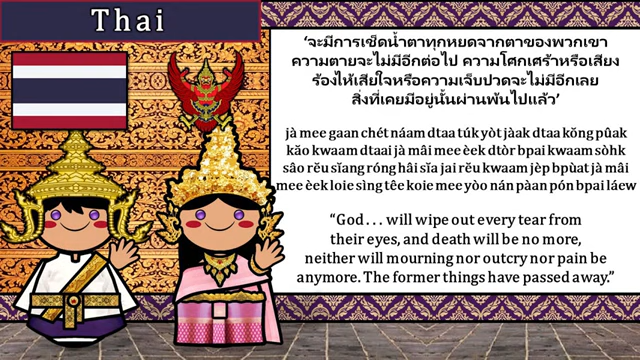 Thai
‘จะมีการเช็ดน้ำตาทุกหยดจากตาของพวกเขา
ความตายจะไม่มีอีกต่อไป ความโศกเศร้าหรือเสียง
ร้องไห้เสียใจหรือความเจ็บปวดจะไม่มีอีกเลย
สิ่งที่เคยมีอยู่นั้นผ่านพ้นไปแล้ว’
jà mee gaan chét náam dtaa túk yòt jàak dtaa kŏng pûak
kăo kwaam dtaai jà mâi mee èek dtòr bpai kwaam sòhk
sâo rĕu sĭang róng hâi sĭa jai rĕu kwaam jèp bpùat jà mâi
mee èek loie sìng têe koie mee yòo nán pàan pón bpai láew
“God . . . will wipe out every tear from
their eyes, and death will be no more,
neither will mourning nor outcry nor pain be
anymore. The former things have passed away.”